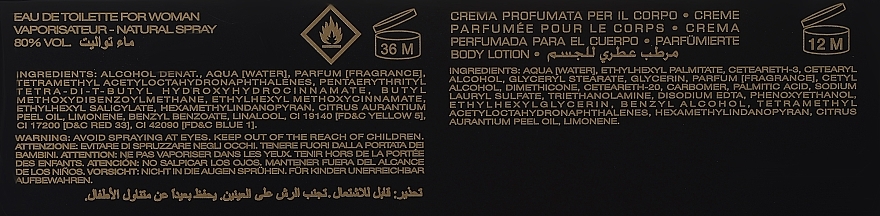 EAU DE TOILETTE FOR WOMAN
VAPORISATEUR - NATURAL SPRAY
80% VOL. ماء تواليت
36 M
INGREDIENTS: ALCOHOL DENAT., AQUA [WATER], PARFUM [FRAGRANCE],
TETRAMETHYL ACETYLOCTAHYDRONAPHTHALENES, PENTAERYTHRITYL
TETRA-DI-T-BUTYL HYDROXYHYDROCINNAMATE, BUTYL
METHOXYDIBENZOYLMETHANE, ETHYLHEXYL METHOXYCINNAMATE,
ETHYLHEXYL SALICYLATE, HEXAMETHYLINDANOPYRAN, CITRUS AURANTIUM
PEEL OIL, LIMONENE, BENZYL BENZOATE, LINALOOL, CI 19140 [FD&C YELLOW 5],
CI 17200 [D&C RED 33], CI 42090 [FD&C BLUE 1].
WARNING: AVOID SPRAYING AT EYES. KEEP OUT OF THE REACH OF CHILDREN.
ATTENZIONE: EVITARE DI SPRUZZARE NEGLI OCCHI. TENERE FUORI DALLA PORTATA DEI
BAMBINI. ATTENTION: NE PAS VAPORISER DANS LES YEUX. TENIR HORS DE LA PORTÉE
DES ENFANTS. ATENCIÓN: NO SALPICAR LOS OJOS, MANTENER FUERA DEL ALCANCE
DE LOS NIÑOS. VORSICHT: NICHT IN DIE AUGEN SPRÜHEN. FÜR KINDER UNERREICHBAR
AUFBEWAHREN.
تحذير: قابل للاشتعال. تجنب الرش على العينين. يحفظ بعيداً عن متناول الأطفال.
CREMA PROFUMATA PER IL CORPO • CREME
PARFUMÉE POUR LE CORPS • CREMA
PERFUMADA PARA EL CUERPO • PARFÜMIERTE
BODY LOTION • مرطب عطري للجسم
12 M
INGREDIENTS: AQUA [WATER], ETHYLHEXYL PALMITATE, CETEARETH-3, CETEARYL
ALCOHOL, GLYCERYL STEARATE, GLYCERIN, PARFUM [FRAGRANCE], CETYL
ALCOHOL, DIMETHICONE, CETEARETH-20, CARBOMER, PALMITIC ACID, SODIUM
LAURYL SULFATE, TRIETHANOLAMINE, DISODIUM EDTA, PHENOXYETHANOL,
ETHYLHEXYLGLYCERIN, BENZYL ALCOHOL, TETRAMETHYL
ACETYLOCTAHYDRONAPHTHALENES, HEXAMETHYLINDANOPYRAN, CITRUS
AURANTIUM PEEL OIL, LIMONENE.